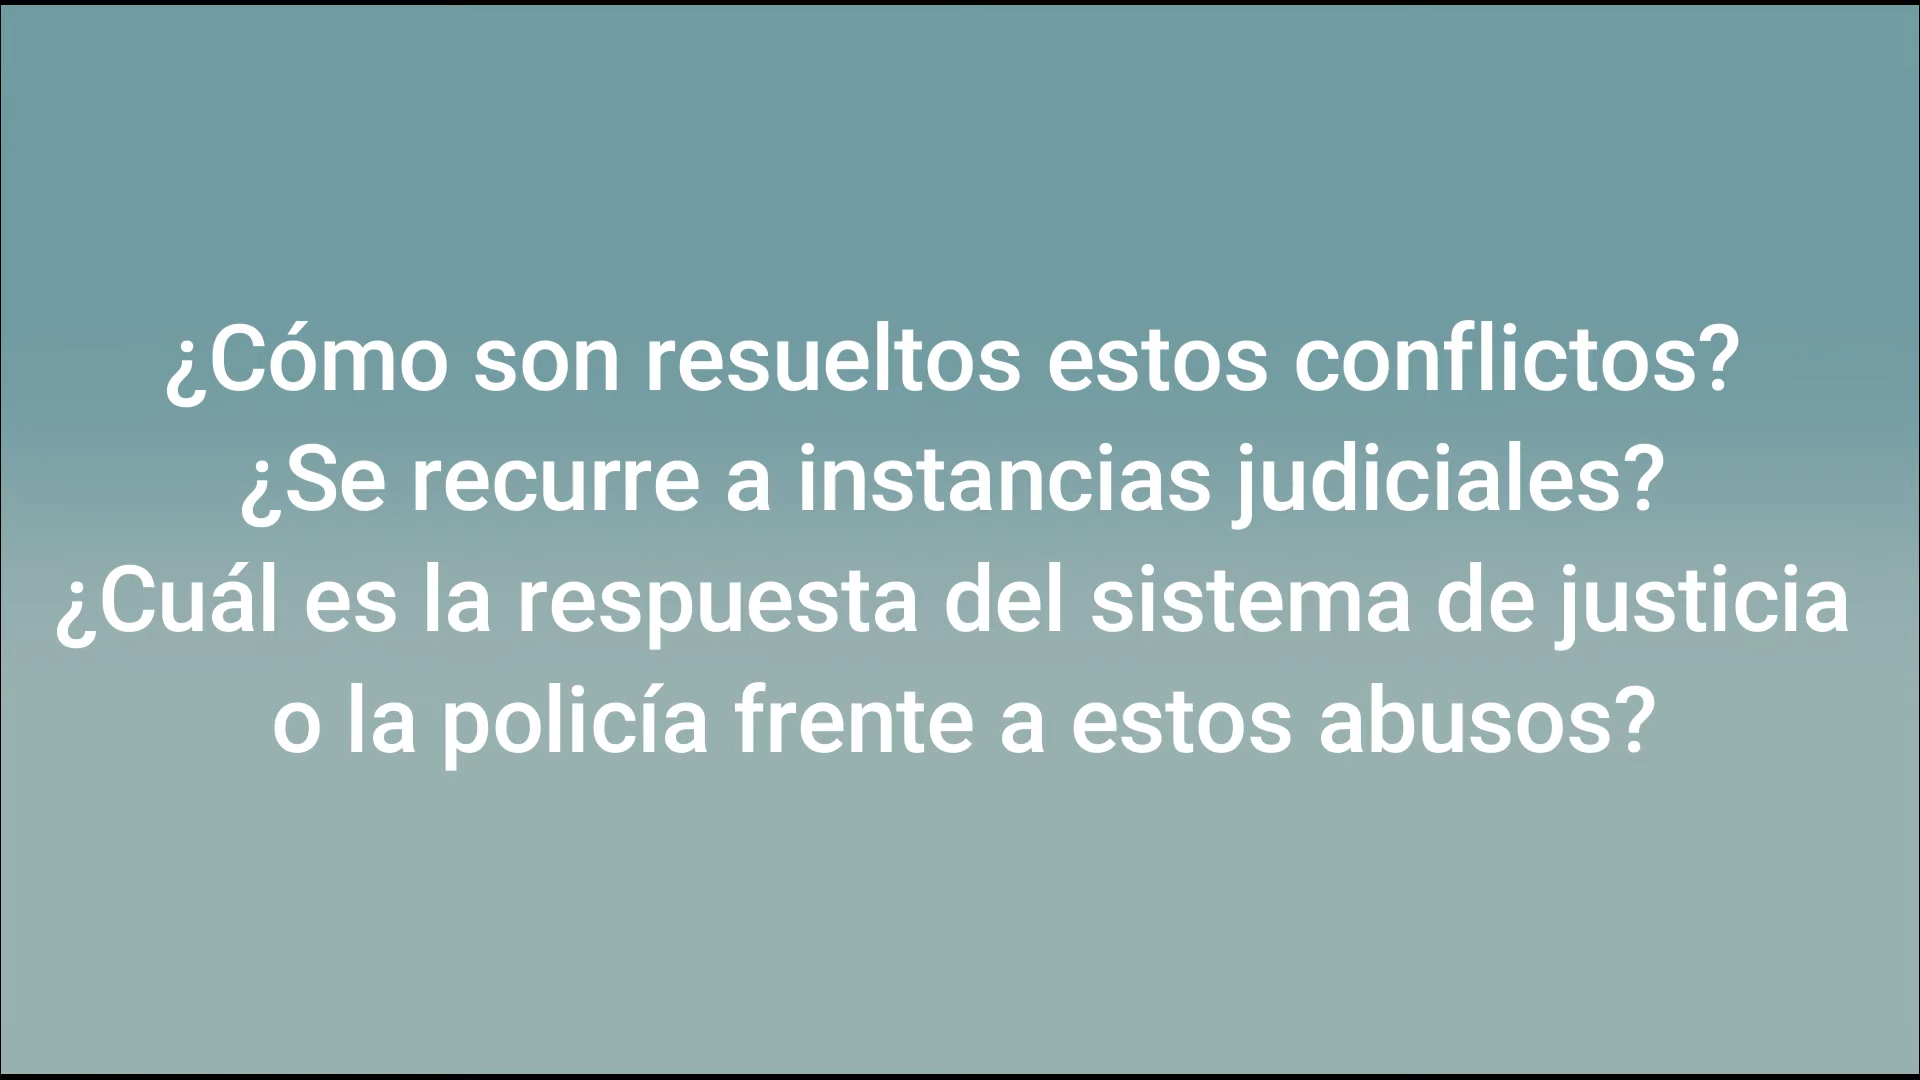 ¿Cómo son resueltos estos conflictos?
¿Se recurre a instancias judiciales?
¿Cuál es la respuesta del sistema de justicia
o la policía frente a estos abusos?